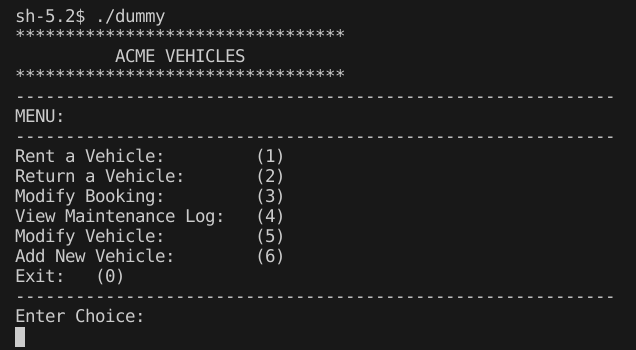 sh-5.2$ ./dummy
*********************************
          ACME VEHICLES
*********************************
------------------------------------------------------------
MENU:
------------------------------------------------------------
Rent a Vehicle:         (1)
Return a Vehicle:       (2)
Modify Booking:         (3)
View Maintenance Log:   (4)
Modify Vehicle:         (5)
Add New Vehicle:        (6)
Exit:   (0)
------------------------------------------------------------
Enter Choice: